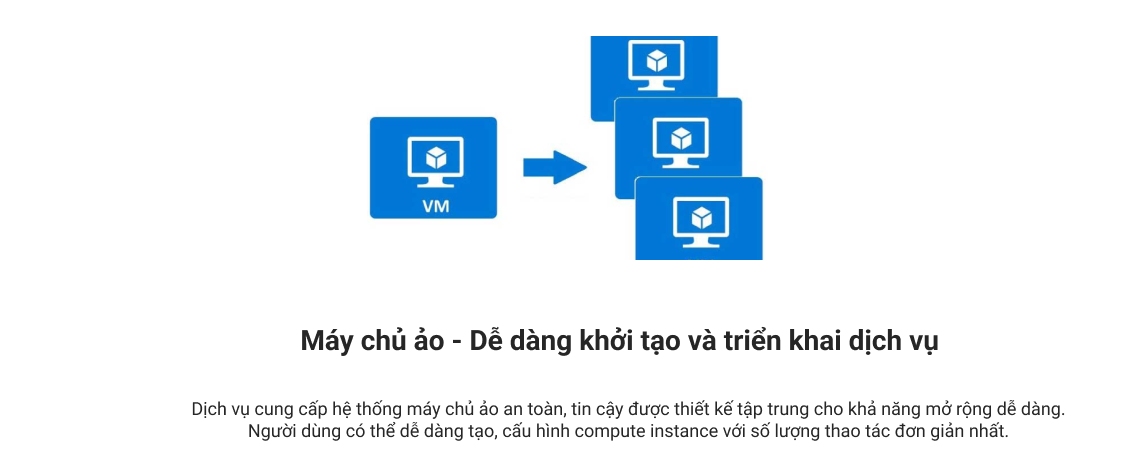 VM
Máy chủ ảo - Dễ dàng khởi tạo và triển khai dịch vụ
Dịch vụ cung cấp hệ thống máy chủ ảo an toàn, tin cậy được thiết kế tập trung cho khả năng mở rộng dễ dàng.
Người dùng có thể dễ dàng tạo, cấu hình compute instance với số lượng thao tác đơn giản nhất.